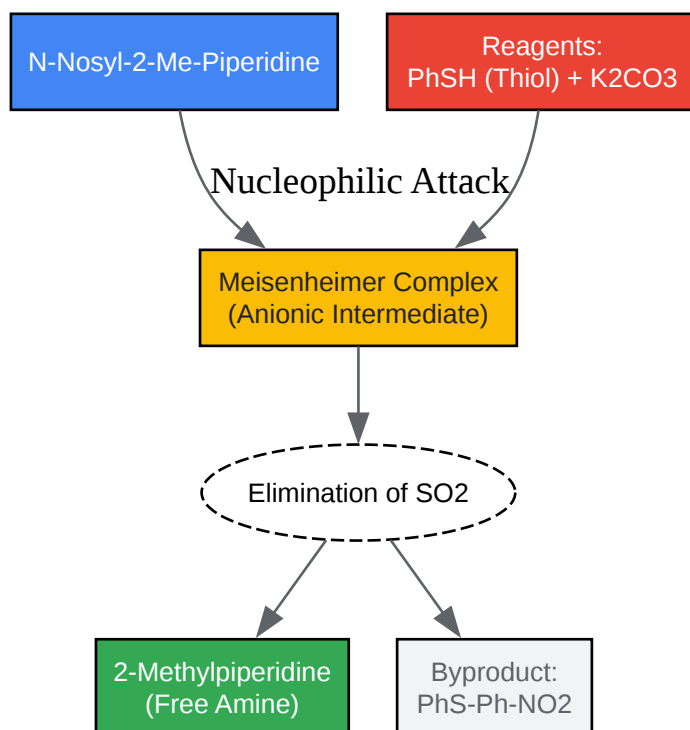 N-Nosyl-2-Me-Piperidine
Reagents:
PhSH (Thiol) + K2CO3
Nucleophilic Attack
Meisenheimer Complex
(Anionic Intermediate)
Elimination of SO2
2-Methylpiperidine
(Free Amine)
Byproduct:
PhS-Ph-NO2